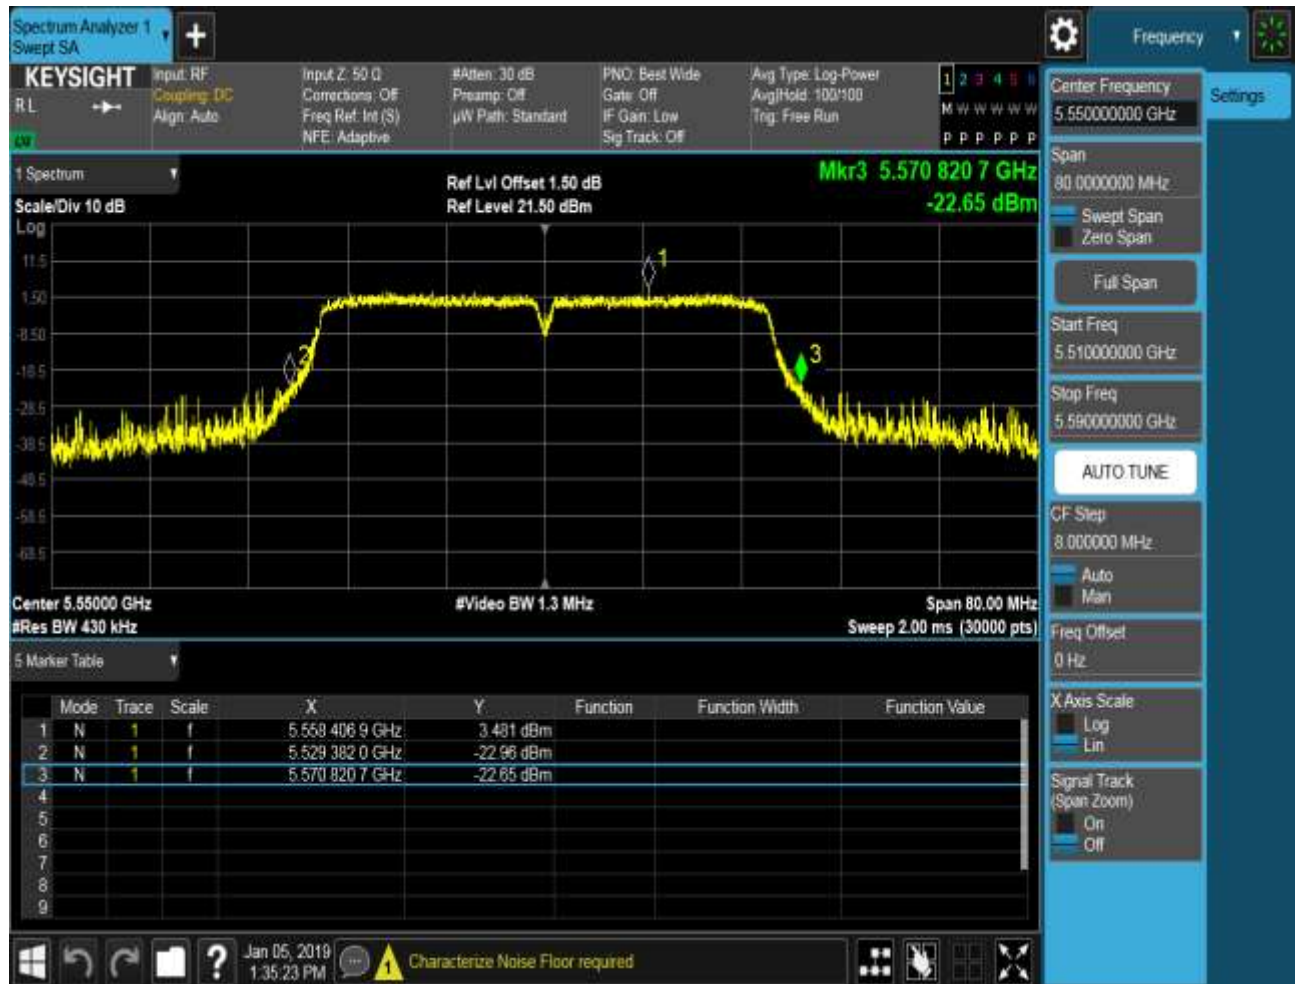 Spectrum Analyzer 1
Swept SA
+
Frequency
KEYSIGHT
RL
Input: RF
Coupling: DC
Align: Auto
Input Z: 50 Ω
Corrections: Off
Freq Ref: Int (S)
NFE: Adaptive
#Atten: 30 dB
Preamp: Off
µW Path: Standard
PNO: Best Wide
Gate: Off
IF Gain: Low
Sig Track: Off
Avg Type: Log-Power
Avg|Hold: 100/100
Trig: Free Run
1 2 3 4 5 6
M W W W W W
P P P P P P
1 Spectrum
Scale/Div 10 dB
Ref Lvl Offset 1.50 dB
Ref Level 21.50 dBm
Mkr3 5.570 820 7 GHz
-22.65 dBm
Log
11.5
1.50
-8.50
-18.5
-28.5
-38.5
-48.5
-58.5
-68.5
1
2
3
Center 5.55000 GHz
#Res BW 430 kHz
#Video BW 1.3 MHz
Span 80.00 MHz
Sweep 2.00 ms (30000 pts)
5 Marker Table
Mode Trace Scale X Y Function Function Width Function Value
1 N 1 f 5.558 406 9 GHz 3.481 dBm
2 N 1 f 5.529 382 0 GHz -22.96 dBm
3 N 1 f 5.570 820 7 GHz -22.65 dBm
4
5
6
7
8
9
Jan 05, 2019
1:35:23 PM
Characterize Noise Floor required
Center Frequency
5.550000000 GHz
Settings
Span
80.0000000 MHz
Swept Span
Zero Span
Full Span
Start Freq
5.510000000 GHz
Stop Freq
5.590000000 GHz
AUTO TUNE
CF Step
8.000000 MHz
Auto
Man
Freq Offset
0 Hz
X Axis Scale
Log
Lin
Signal Track
(Span Zoom)
On
Off